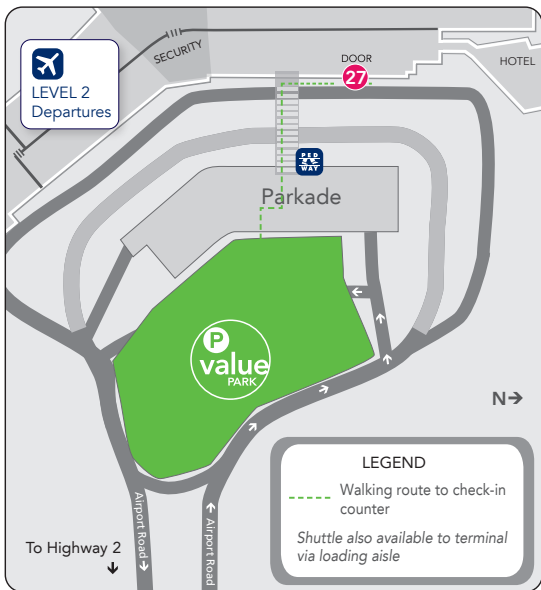 LEVEL 2
Departures
SECURITY
DOOR
27
HOTEL
PED
WAY
Parkade
P
value
PARK
N
LEGEND
Walking route to check-in
counter
Shuttle also available to terminal
via loading aisle
Airport Road
Airport Road
To Highway 2